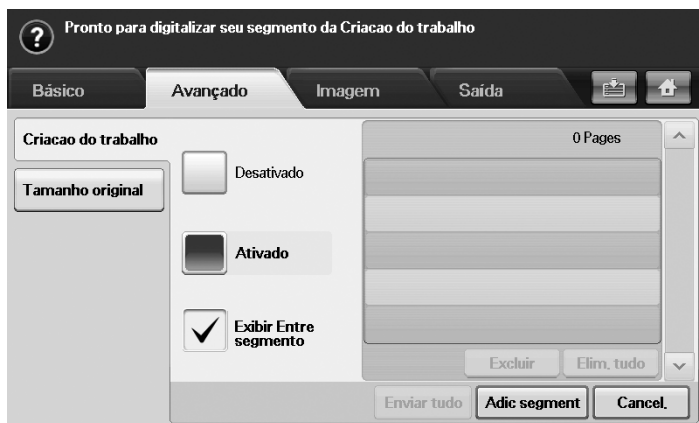 Pronto para digitalizar seu segmento da Criacao do trabalho
Básico
Avançado
Imagem
Saída
Criacao do trabalho
Tamanho original
Desativado
Ativado
Exibir Entre
segmento
0 Pages
Excluir
Elim. tudo
Enviar tudo
Adic segment
Cancel.